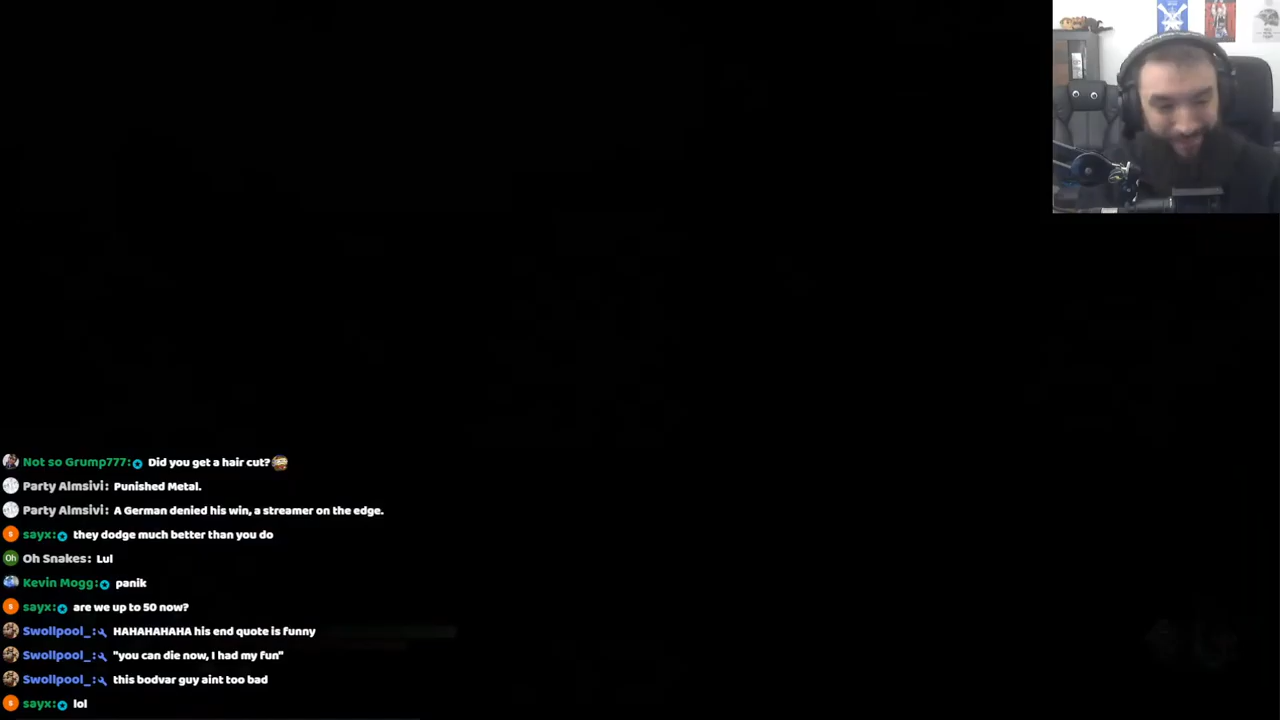 Not so Grump777: Did you get a hair cut?
Party Almsivi: Punished Metal.
Party Almsivi: A German denied his win, a streamer on the edge.
sayx: they dodge much better than you do
Oh Snakes: Lul
Kevin Mogg: panik
sayx: are we up to 50 now?
Swollpool_: HAHAHAHAHA his end quote is funny
Swollpool_: "you can die now, I had my fun"
Swollpool_: this bodvar guy aint too bad
sayx: lol